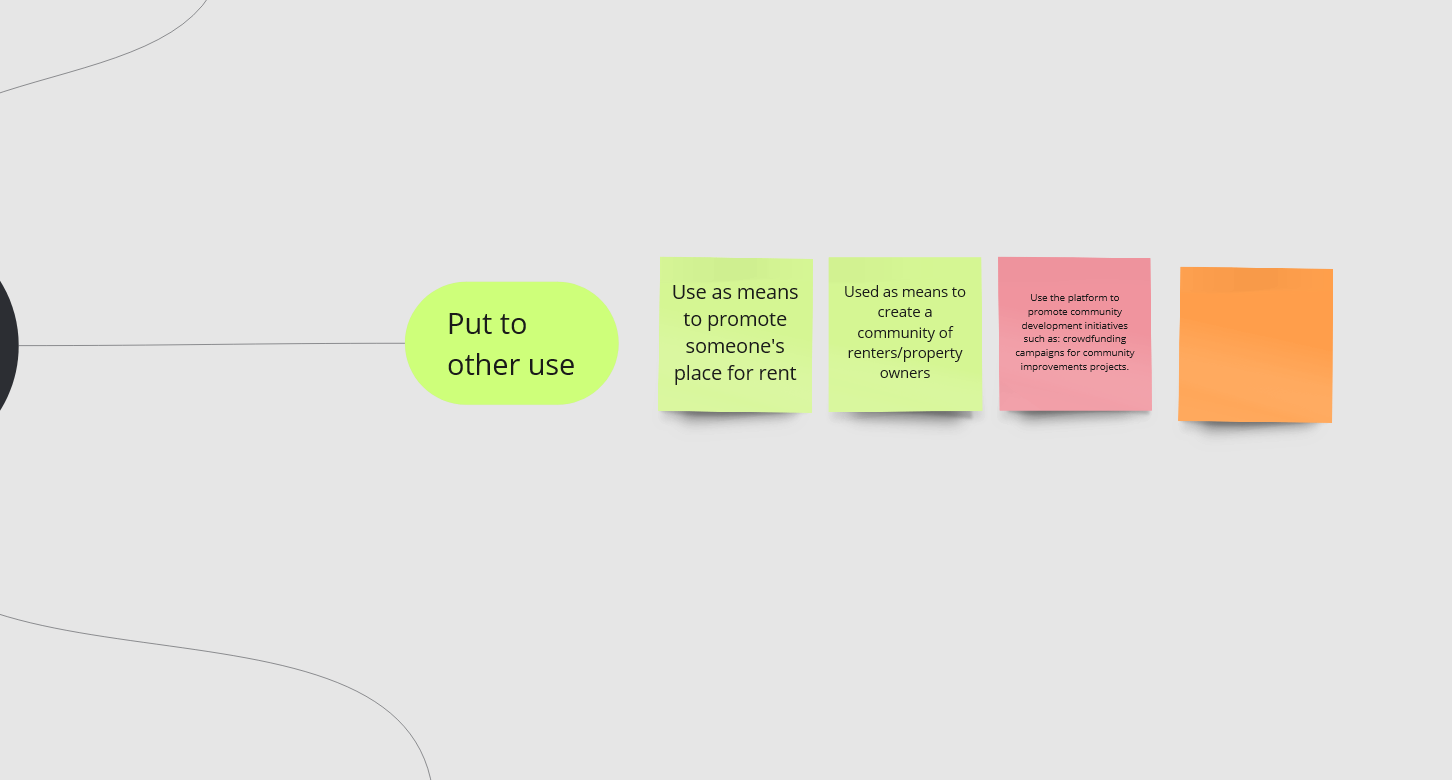 Put to
other use
Use as means
to promote
someone's
place for rent
Used as means to
create a
community of
renters/property
owners
Use the platform to
promote community
development initiatives
such as: crowdfunding
campaigns for community
improvements projects.